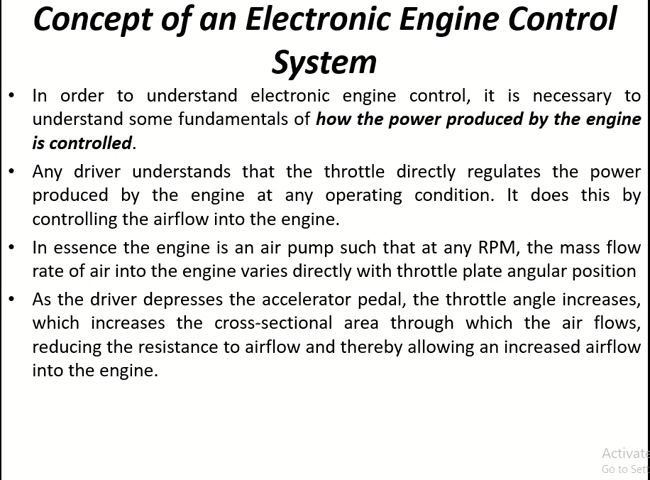 Concept of an Electronic Engine Control
System
• In order to understand electronic engine control, it is necessary to
understand some fundamentals of how the power produced by the engine
is controlled.
• Any driver understands that the throttle directly regulates the power
produced by the engine at any operating condition. It does this by
controlling the airflow into the engine.
• In essence the engine is an air pump such that at any RPM, the mass flow
rate of air into the engine varies directly with throttle plate angular position
• As the driver depresses the accelerator pedal, the throttle angle increases,
which increases the cross-sectional area through which the air flows,
reducing the resistance to airflow and thereby allowing an increased airflow
into the engine.
Activate
Go to Set